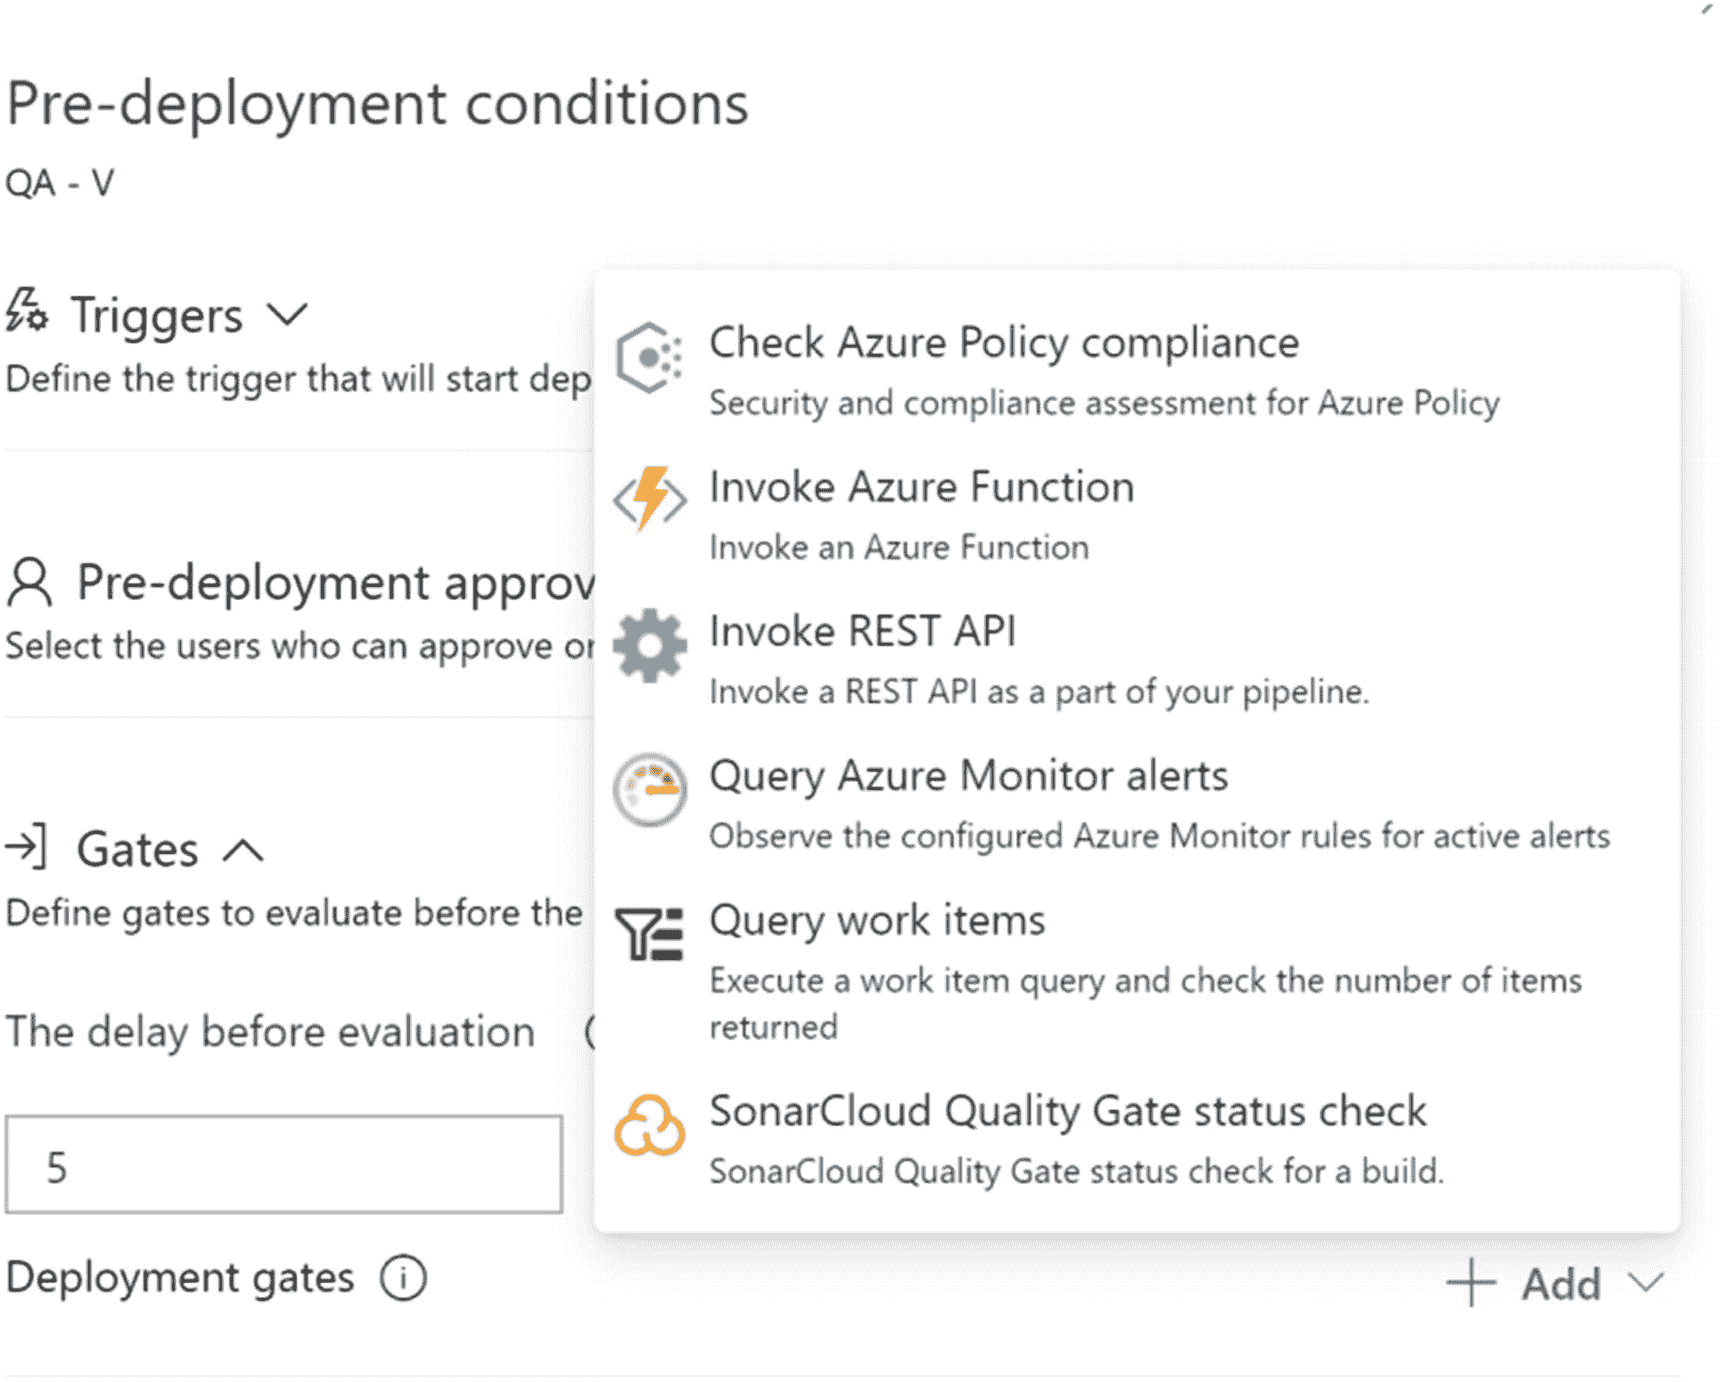 Pre-deployment conditions
QA - V
Triggers
Define the trigger that will start dep
Pre-deployment approv
Select the users who can approve or
Gates
Define gates to evaluate before the
The delay before evaluation
5
Deployment gates
Check Azure Policy compliance
Security and compliance assessment for Azure Policy
Invoke Azure Function
Invoke an Azure Function
Invoke REST API
Invoke a REST API as a part of your pipeline.
Query Azure Monitor alerts
Observe the configured Azure Monitor rules for active alerts
Query work items
Execute a work item query and check the number of items
returned
SonarCloud Quality Gate status check
SonarCloud Quality Gate status check for a build.
Add